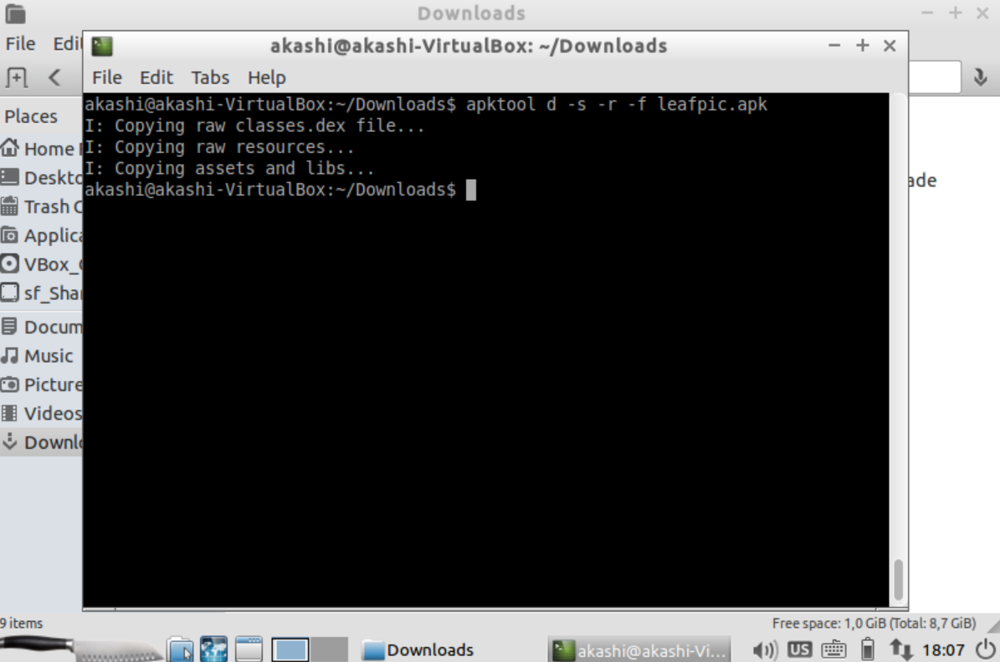 Downloads
File Edi
akashi@akashi-VirtualBox: ~/Downloads
File Edit Tabs Help
akashi@akashi-VirtualBox:~/Downloads$ apktool d -s -r -f leafpic.apk
I: Copying raw classes.dex file...
I: Copying raw resources...
I: Copying assets and libs...
akashi@akashi-VirtualBox:~/Downloads$
Places
Home
Deskto
Trash C
Applica
VBox_
sf_Shar
Docum
Music
Picture
Videos
Downlo
ade
9 items
Free space: 1,0 GiB (Total: 8,7 GiB)
Downloads
akashi@akashi-Vi...
US
18:07